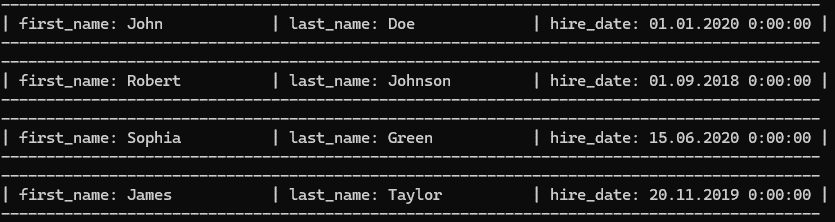 | first_name: John | last_name: Doe | hire_date: 01.01.2020 0:00:00 |
| first_name: Robert | last_name: Johnson | hire_date: 01.09.2018 0:00:00 |
| first_name: Sophia | last_name: Green | hire_date: 15.06.2020 0:00:00 |
| first_name: James | last_name: Taylor | hire_date: 20.11.2019 0:00:00 |